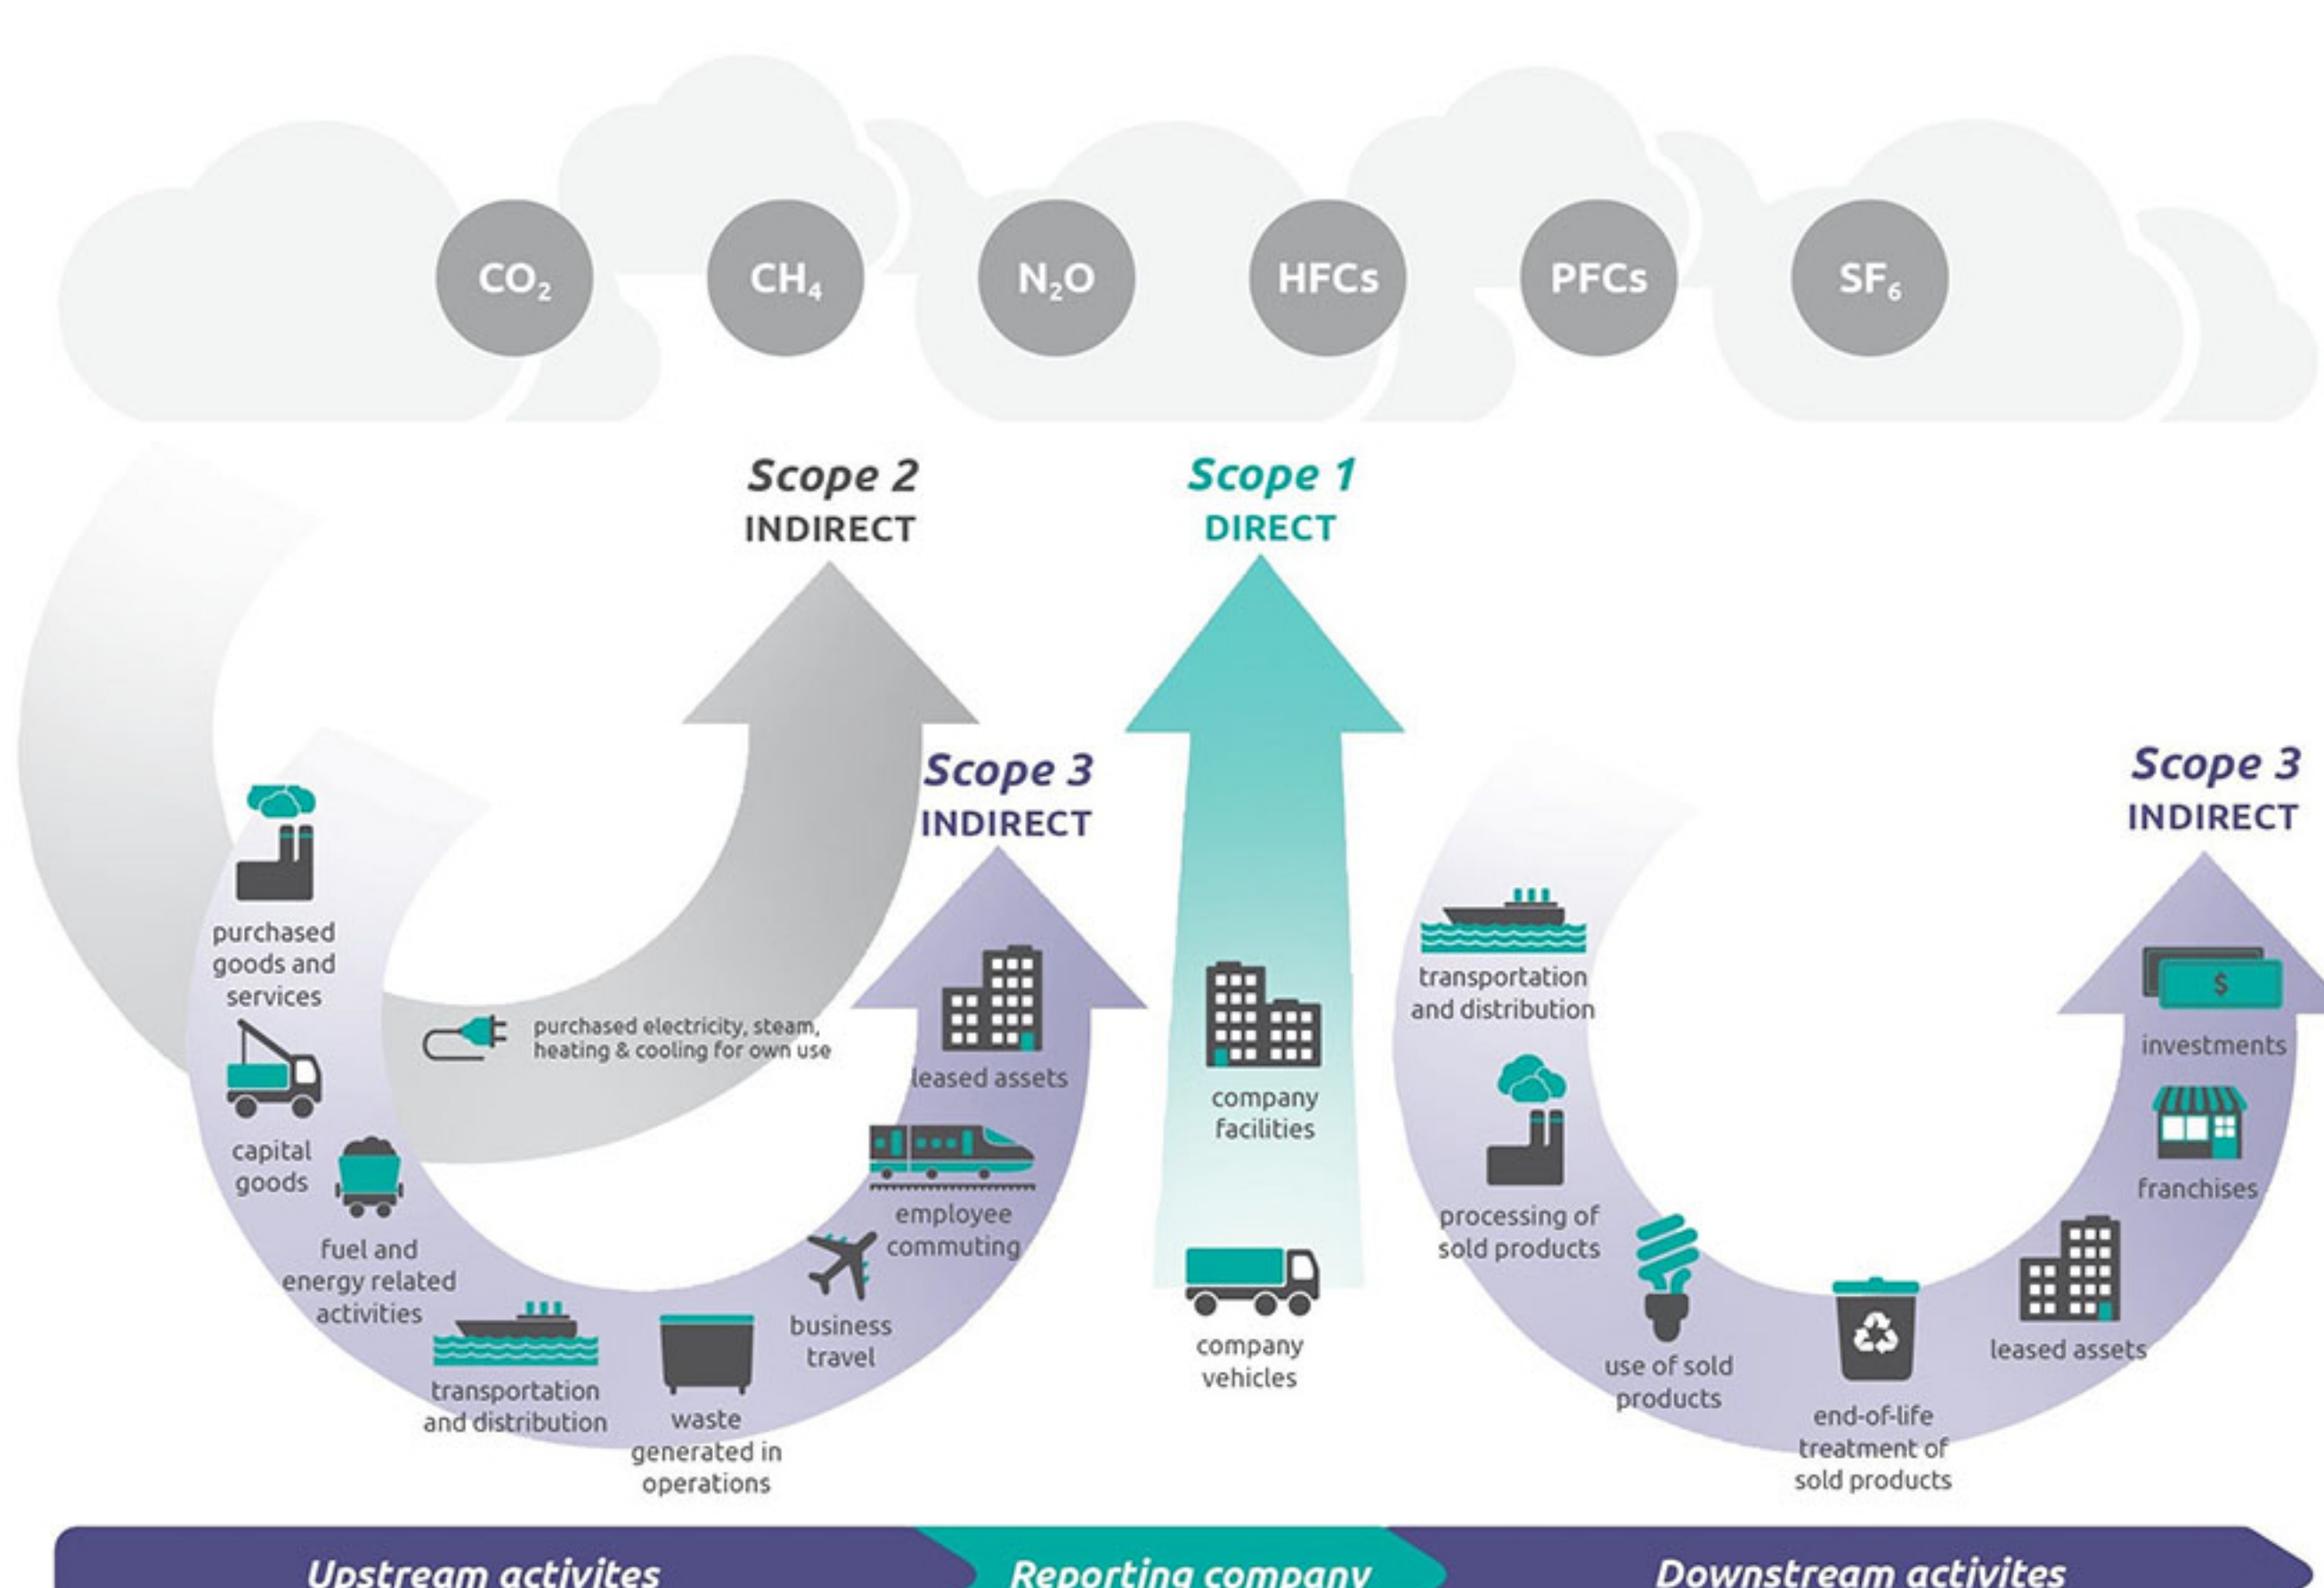 CO₂
CH₄
N₂O
HFCs
PFCs
SF₆
Scope 2
INDIRECT
Scope 1
DIRECT
Scope 3
INDIRECT
Scope 3
INDIRECT
purchased
goods and
services
capital
goods
fuel and
energy related
activities
transportation
and distribution
waste
generated in
operations
business
travel
employee
commuting
leased assets
purchased electricity, steam,
heating & cooling for own use
company
facilities
company
vehicles
transportation
and distribution
processing of
sold products
use of sold
products
end-of-life
treatment of
sold products
leased assets
franchises
$
investments
Upstream activites
Reporting company
Downstream activites